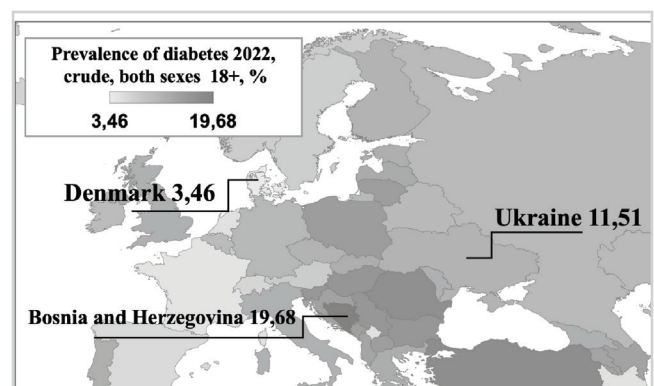 Prevalence of diabetes 2022,
crude, both sexes 18+, %
3,46 19,68
Denmark 3,46
Ukraine 11,51
Bosnia and Herzegovina 19,68